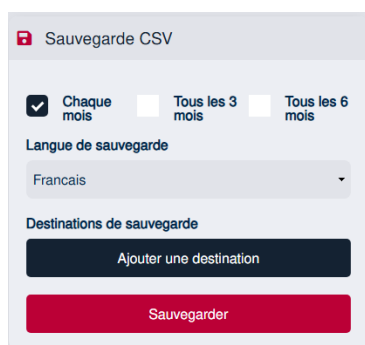 Sauvegarde CSV
Chaque mois
Tous les 3 mois
Tous les 6 mois
Langue de sauvegarde
Francais
Destinations de sauvegarde
Ajouter une destination
Sauvegarder